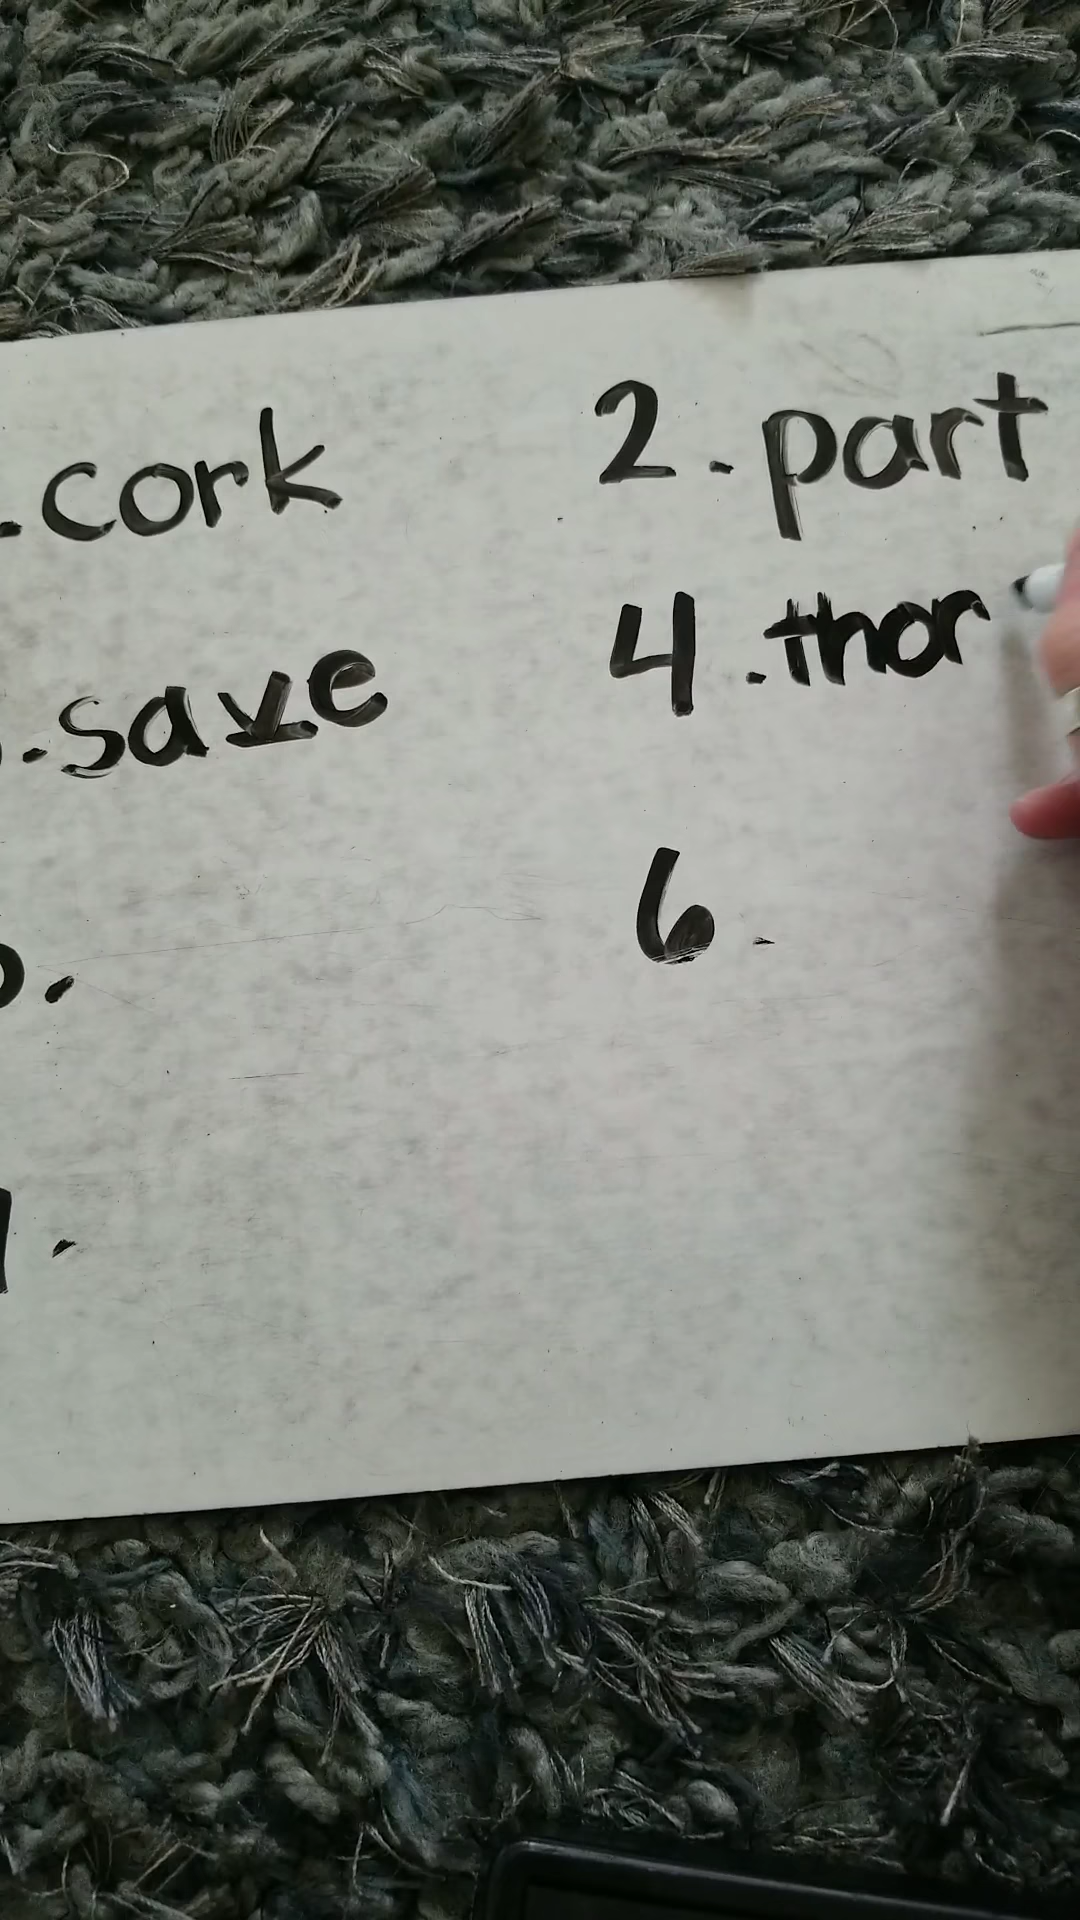 .cork 2.part
.save 4.thor
. 6.
.